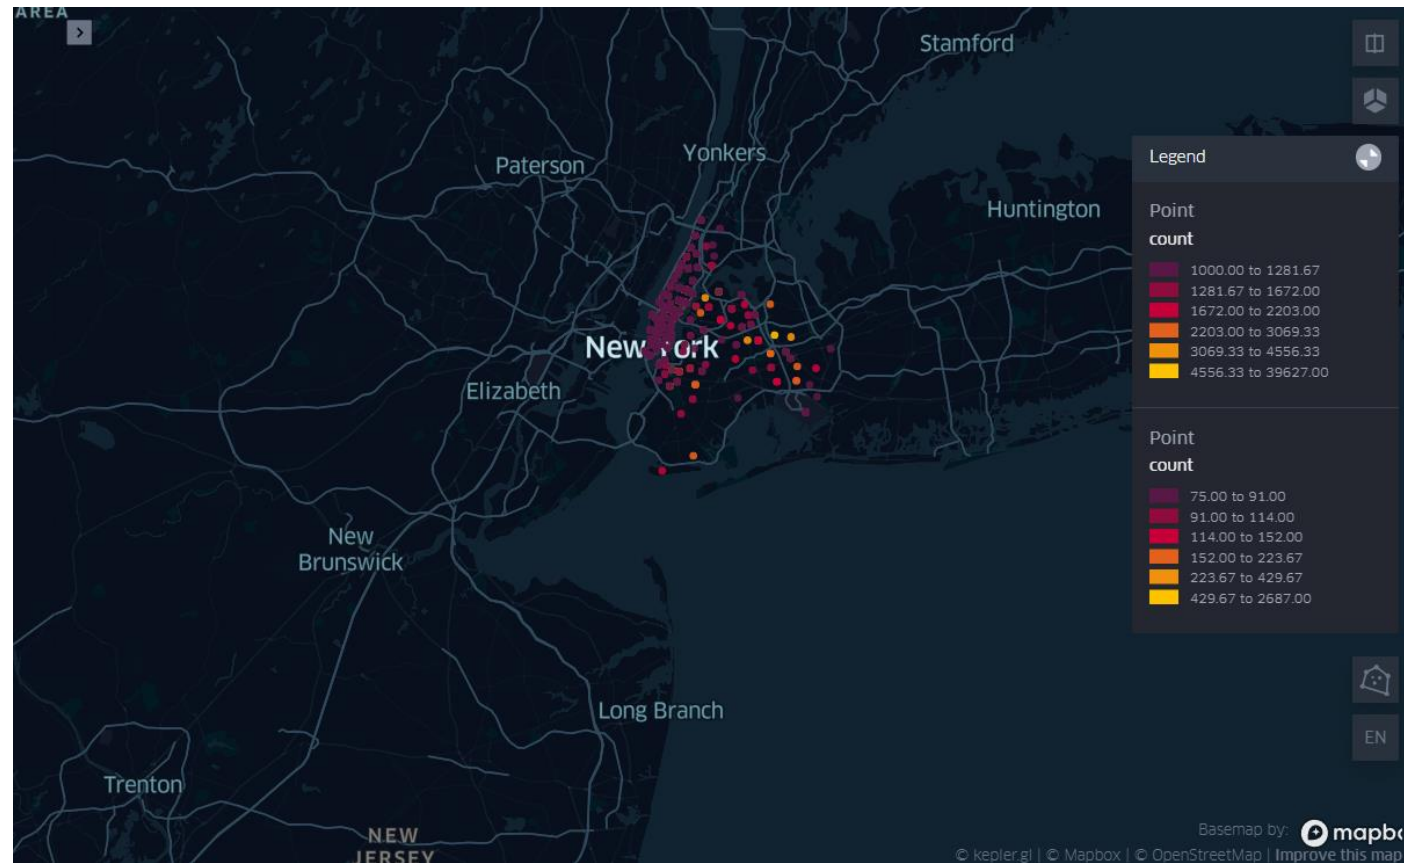 AREA
Stamford
Paterson
Yonkers
Huntington
New York
Elizabeth
New
Brunswick
Long Branch
Trenton
NEW
JERSEY
Legend
Point
count
1000.00 to 1281.67
1281.67 to 1672.00
1672.00 to 2203.00
2203.00 to 3069.33
3069.33 to 4556.33
4556.33 to 39627.00
Point
count
75.00 to 91.00
91.00 to 114.00
114.00 to 152.00
152.00 to 223.67
223.67 to 429.67
429.67 to 2687.00
EN
Basemap by: mapbo
© kepler.gl | © Mapbox | © OpenStreetMap | Improve this map